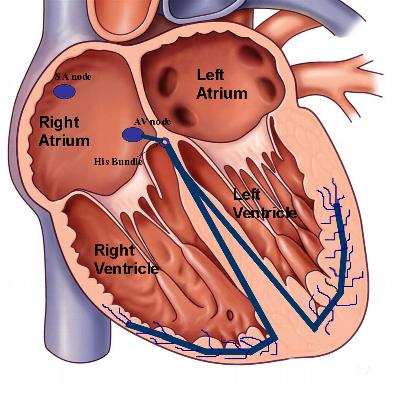 SA node
Left
Atrium
Right
Atrium
AV node
His Bundle
Left
Ventricle
Right
Ventricle